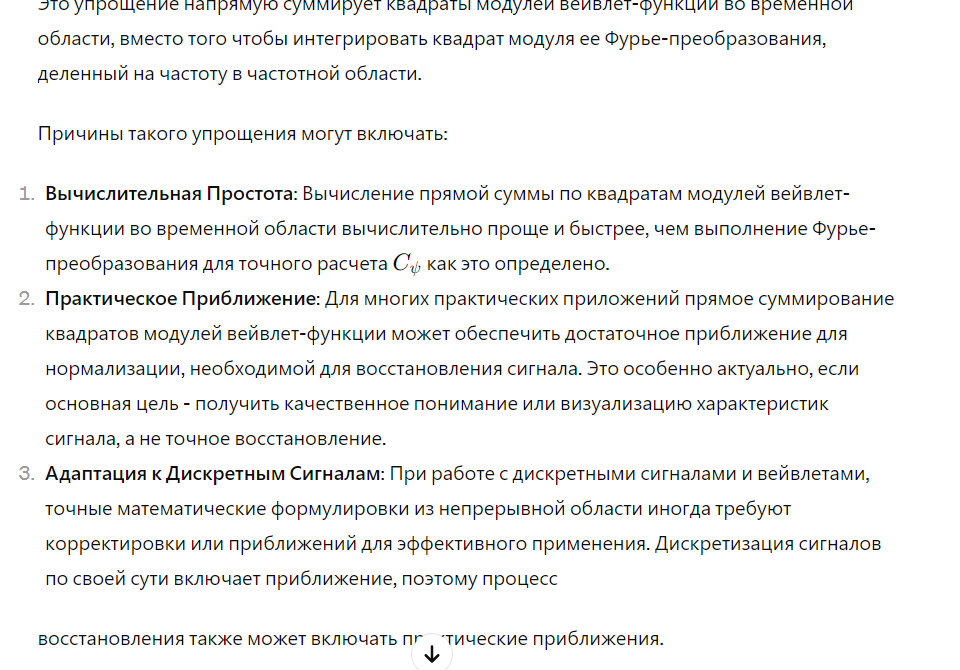 Это упрощение напрямую суммирует квадраты модулей вейвлет-функции во временной
области, вместо того чтобы интегрировать квадрат модуля ее Фурье-преобразования,
деленный на частоту в частотной области.
Причины такого упрощения могут включать:
1. Вычислительная Простота: Вычисление прямой суммы по квадратам модулей вейвлет-
функции во временной области вычислительно проще и быстрее, чем выполнение Фурье-
преобразования для точного расчета C_ψ как это определено.
2. Практическое Приближение: Для многих практических приложений прямое суммирование
квадратов модулей вейвлет-функции может обеспечить достаточное приближение для
нормализации, необходимой для восстановления сигнала. Это особенно актуально, если
основная цель - получить качественное понимание или визуализацию характеристик
сигнала, а не точное восстановление.
3. Адаптация к Дискретным Сигналам: При работе с дискретными сигналами и вейвлетами,
точные математические формулировки из непрерывной области иногда требуют
корректировки или приближений для эффективного применения. Дискретизация сигналов
по своей сути включает приближение, поэтому процесс
восстановления также может включать практические приближения.